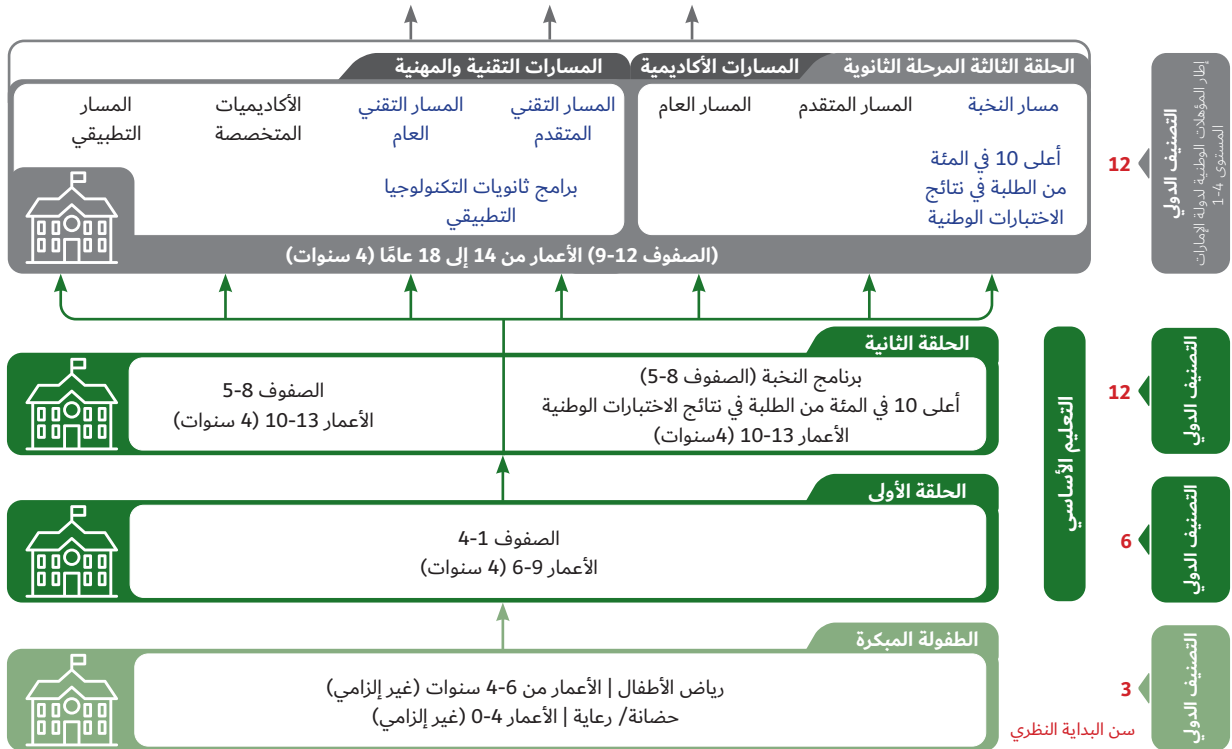 الحلقة الثالثة المرحلة الثانوية
المسارات الأكاديمية
المسارات التقنية والمهنية
مسار النخبة
أعلى 10 في المئة
من الطلبة في نتائج
الاختبارات الوطنية
المسار المتقدم
المسار العام
المسار التقني
المتقدم
المسار التقني
العام
برامج ثانويات التكنولوجيا
التطبيقي
الأكاديميات
المتخصصة
المسار
التطبيقي
(الصفوف 12-9) الأعمار من 14 إلى 18 عامًا (4 سنوات)
12
التصنيف الدولي
إطار المؤهلات الوطنية لدولة الإمارات
المستوى 4-1
الحلقة الثانية
برنامج النخبة (الصفوف 8-5)
أعلى 10 في المئة من الطلبة في نتائج الاختبارات الوطنية
الأعمار 13-10 (4سنوات)
الصفوف 8-5
الأعمار 13-10 (4 سنوات)
التعليم الأساسي
12
التصنيف الدولي
الحلقة الأولى
الصفوف 1-4
الأعمار 9-6 (4 سنوات)
6
التصنيف الدولي
الطفولة المبكرة
رياض الأطفال | الأعمار من 6-4 سنوات (غير إلزامي)
حضانة/ رعاية | الأعمار 4-0 (غير إلزامي)
3
سن البداية النظري
التصنيف الدولي